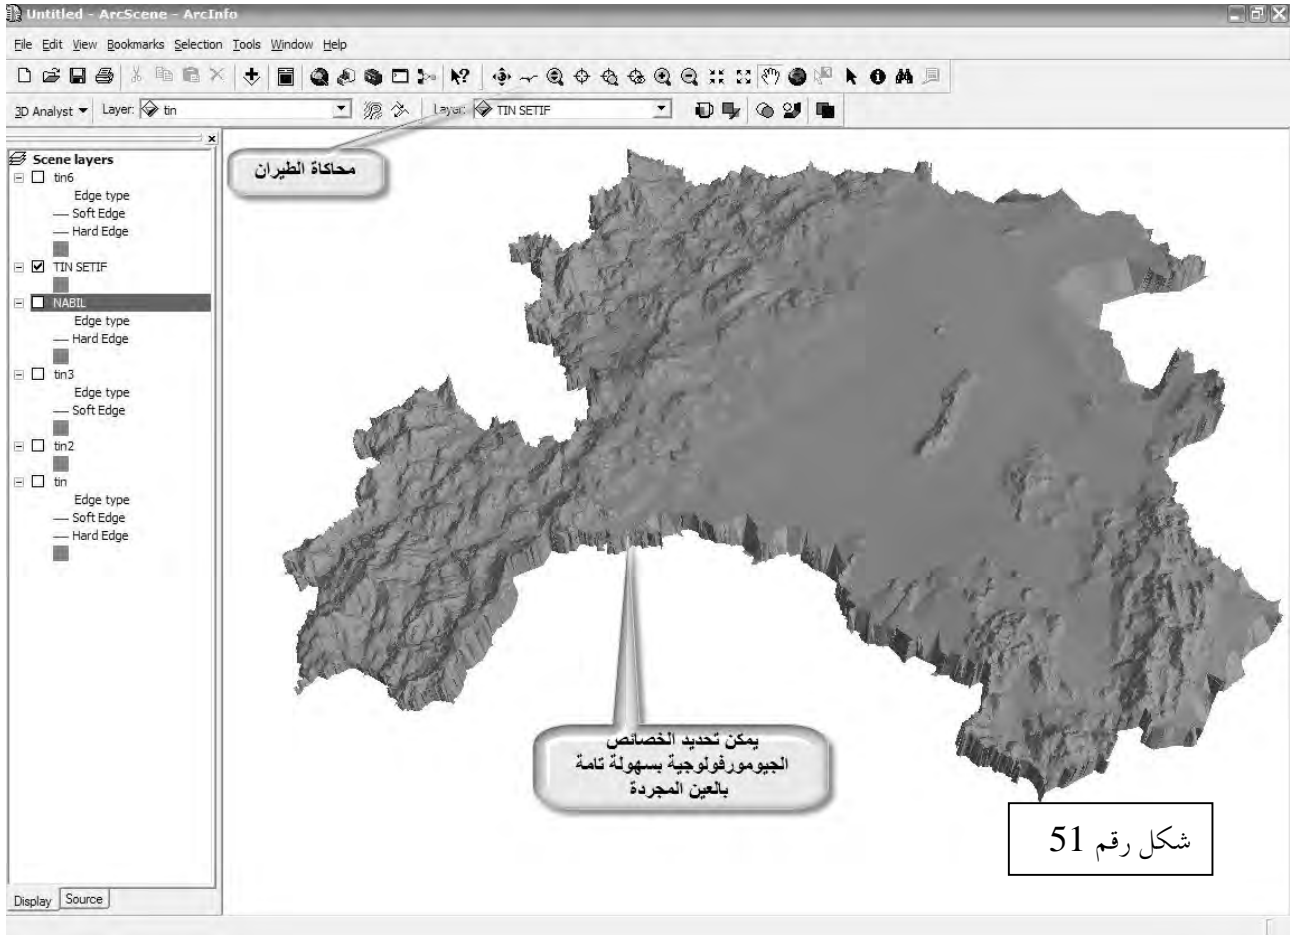 Untitled - ArcScene - ArcInfo
File Edit View Bookmarks Selection Tools Window Help
3D Analyst Layer: tin Layer: TIN SETIF
محاكاة الطيران
Scene layers
tin6
Edge type
Soft Edge
Hard Edge
TIN SETIF
NABIL
Edge type
Hard Edge
tin3
Edge type
Soft Edge
tin2
tin
Edge type
Soft Edge
Hard Edge
يمكن تحديد الخصائص
الجيومورفولوجية بسهولة تامة
بالعين المجردة
شكل رقم 51
Display Source